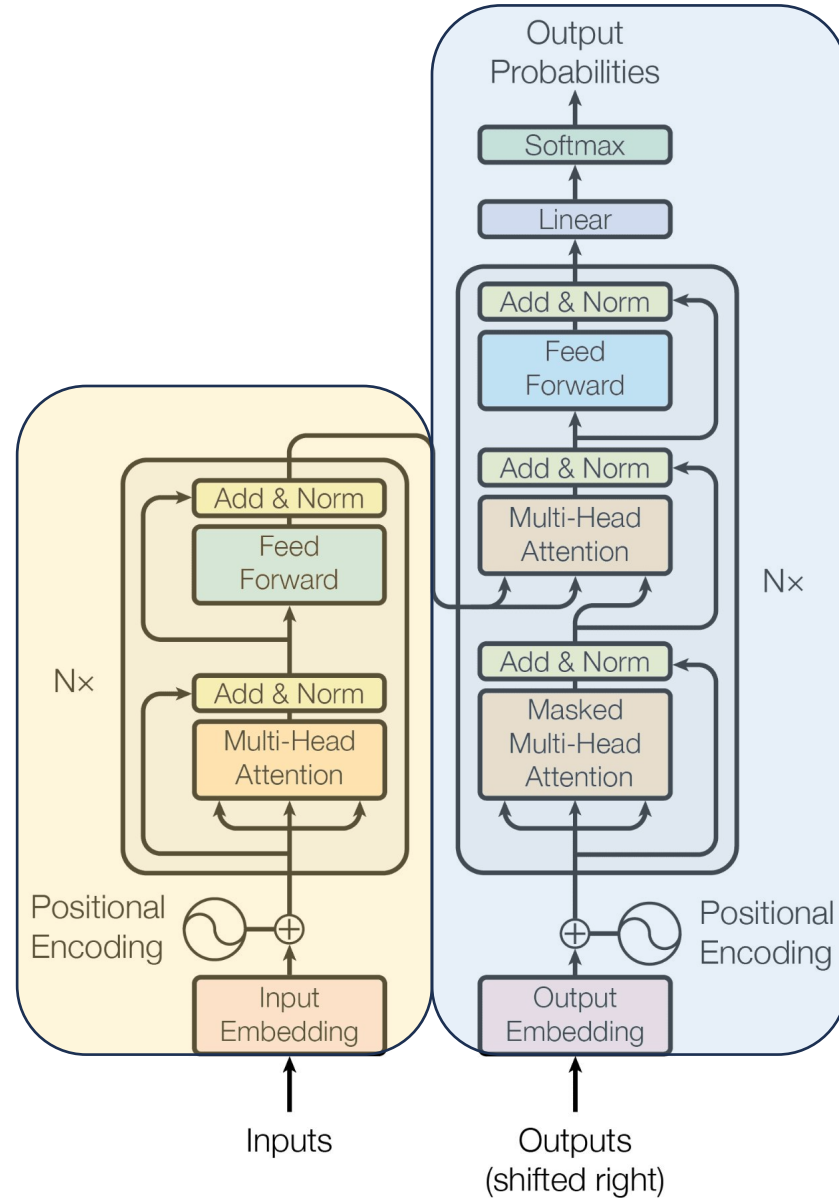 Output
Probabilities
Softmax
Linear
Add & Norm
Feed
Forward
Add & Norm
Multi-Head
Attention
Nx
Add & Norm
Masked
Multi-Head
Attention
Positional
Encoding
Output
Embedding
Outputs
(shifted right)
Add & Norm
Feed
Forward
Nx
Add & Norm
Multi-Head
Attention
Positional
Encoding
Input
Embedding
Inputs